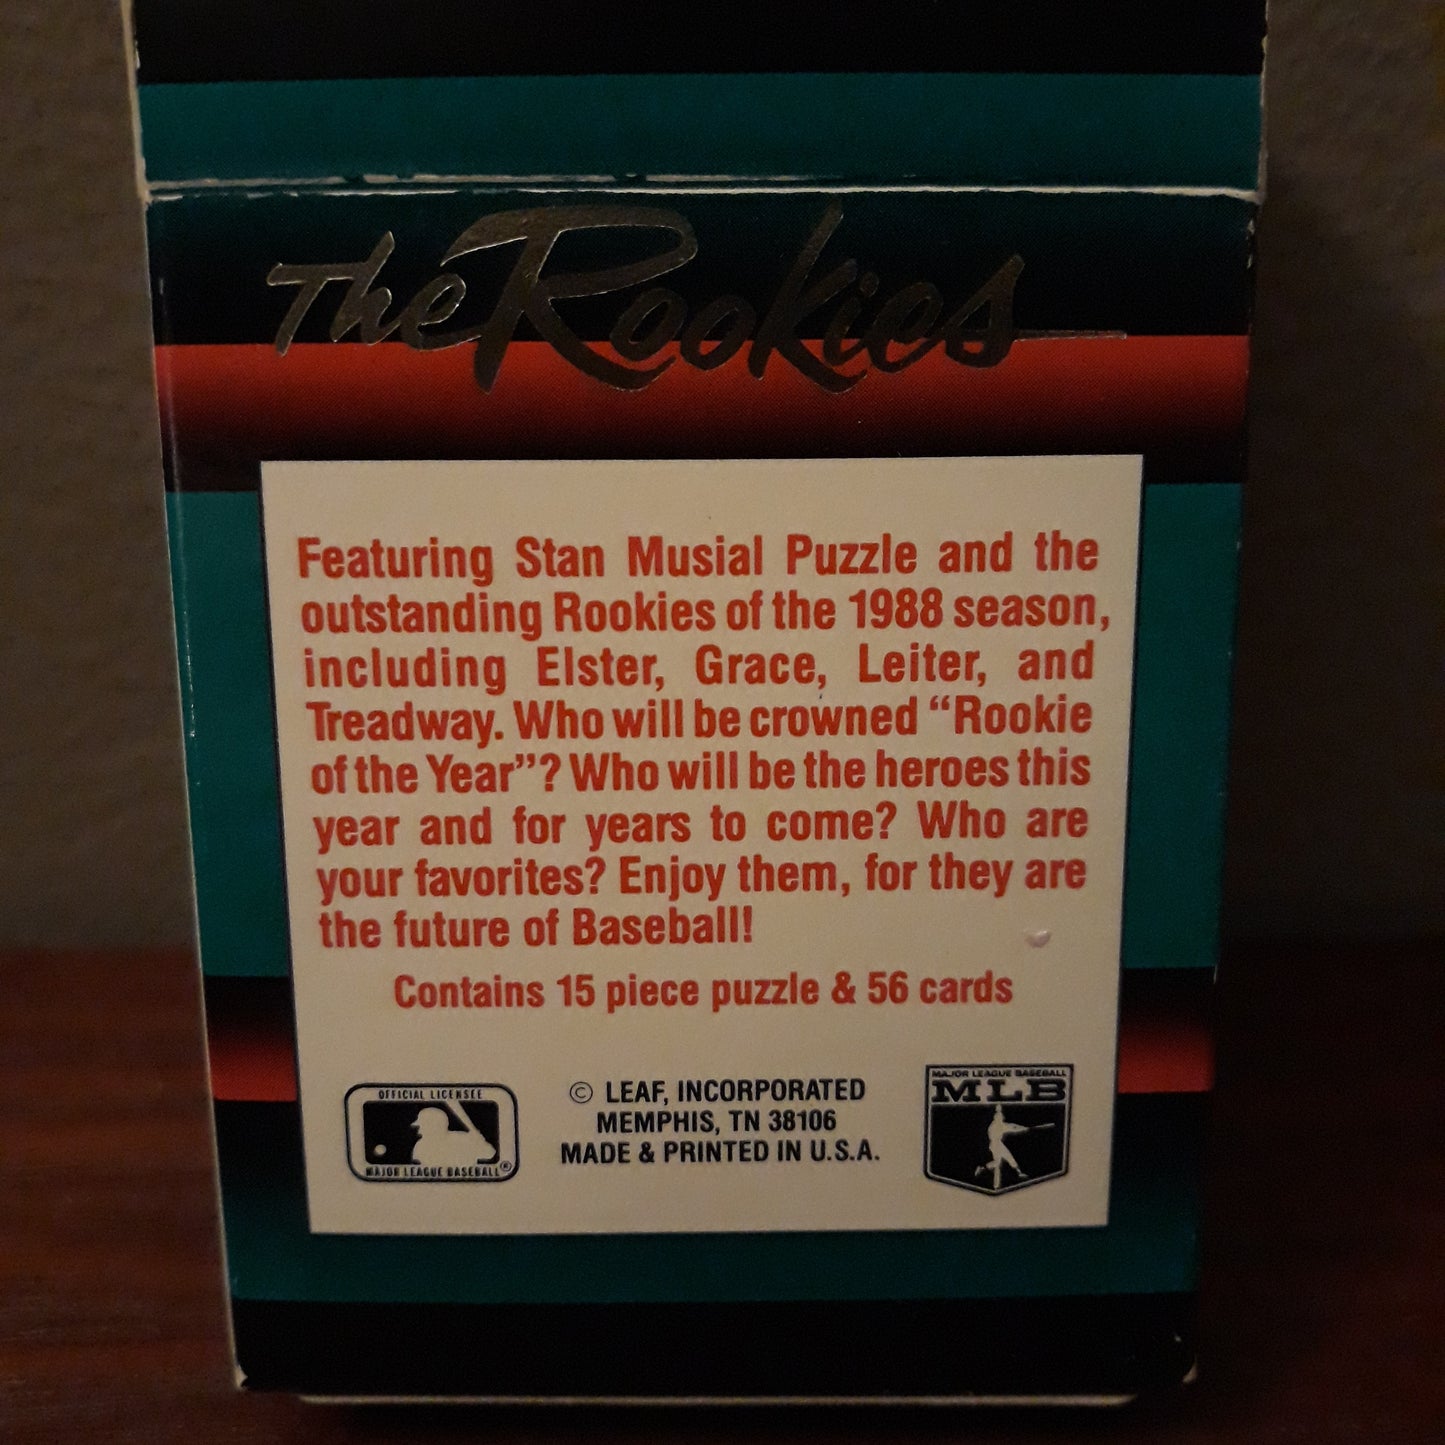 The Rookies
Featuring Stan Musial Puzzle and the
outstanding Rookies of the 1988 season,
including Elster, Grace, Leiter, and
Treadway. Who will be crowned “Rookie
of the Year”? Who will be the heroes this
year and for years to come? Who are
your favorites? Enjoy them, for they are
the future of Baseball!
Contains 15 piece puzzle & 56 cards
OFFICIAL LICENSEE
MAJOR LEAGUE BASEBALL®
© LEAF, INCORPORATED
MEMPHIS, TN 38106
MADE & PRINTED IN U.S.A.
MAJOR LEAGUE BASEBALL
MLB